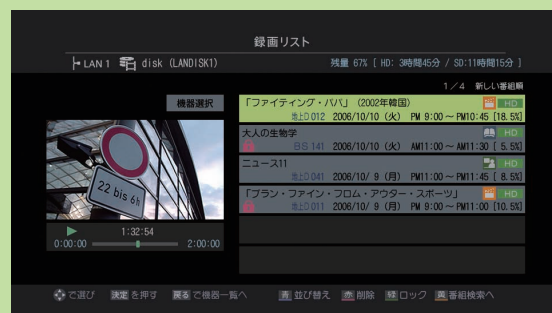 録画リスト
LAN 1 disk (LANDISK1) 残量 67% [ HD: 3時間45分 / SD:11時間15分 ]
1/4 新しい番組順
機器選択
「ファイティング・パパ」 (2002年韓国) HD
地上D 012 2006/10/10 (火) PM 9:00 ~ PM10:45 [18.5%]
大人の生物学 HD
BS 141 2006/10/10 (火) AM11:00 ~ AM11:30 [ 5.5%]
ニュース11 HD
地上D 041 2006/10/ 9 (月) PM11:00 ~ PM11:45 [ 8.5%]
「プラン・ファイン・フロム・アウター・スポーツ」 HD
地上D 011 2006/10/ 9 (月) PM 9:00 ~ PM11:00 [10.5%]
22 bis 6h
1:32:54
0:00:00 2:00:00
で選び 決定 を押す 戻る で機器一覧へ 青 並び替え 赤 削除 緑 ロック 黄 番組検索へ